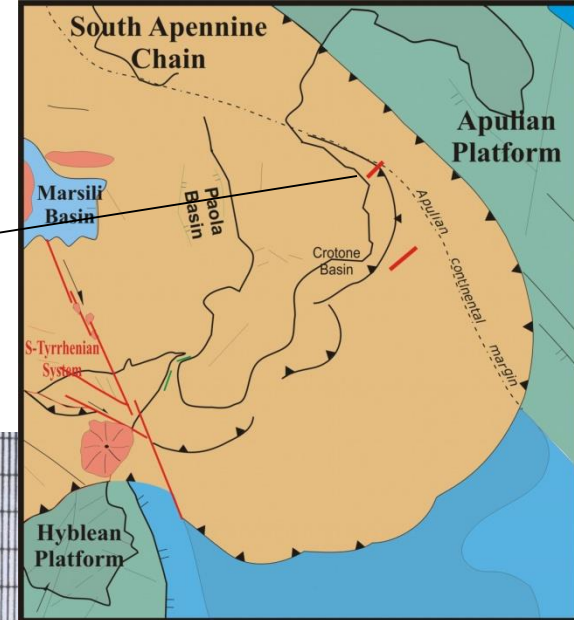 South Apennine
Chain
Apulian
Platform
Marsili
Basin
Paola
Basin
Apulian
continental
margin
Crotone
Basin
S-Tyrrhenian
System
Hyblean
Platform